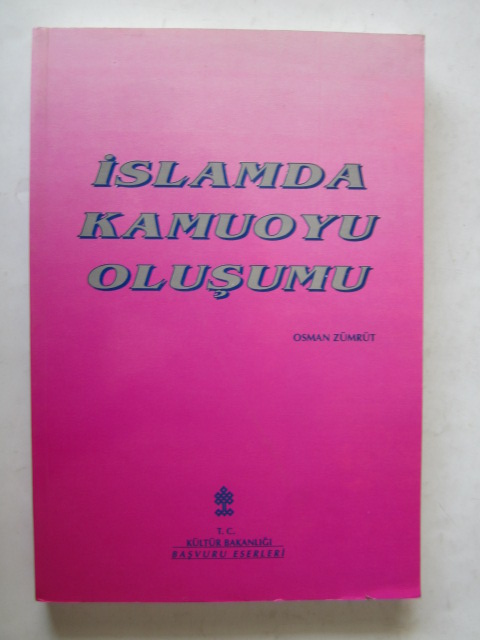 İSLAMDA
KAMUOYU
OLUŞUMU
OSMAN ZÜMRÜT
T. C.
KÜLTÜR BAKANLIĞI
BAŞVURU ESERLERİ